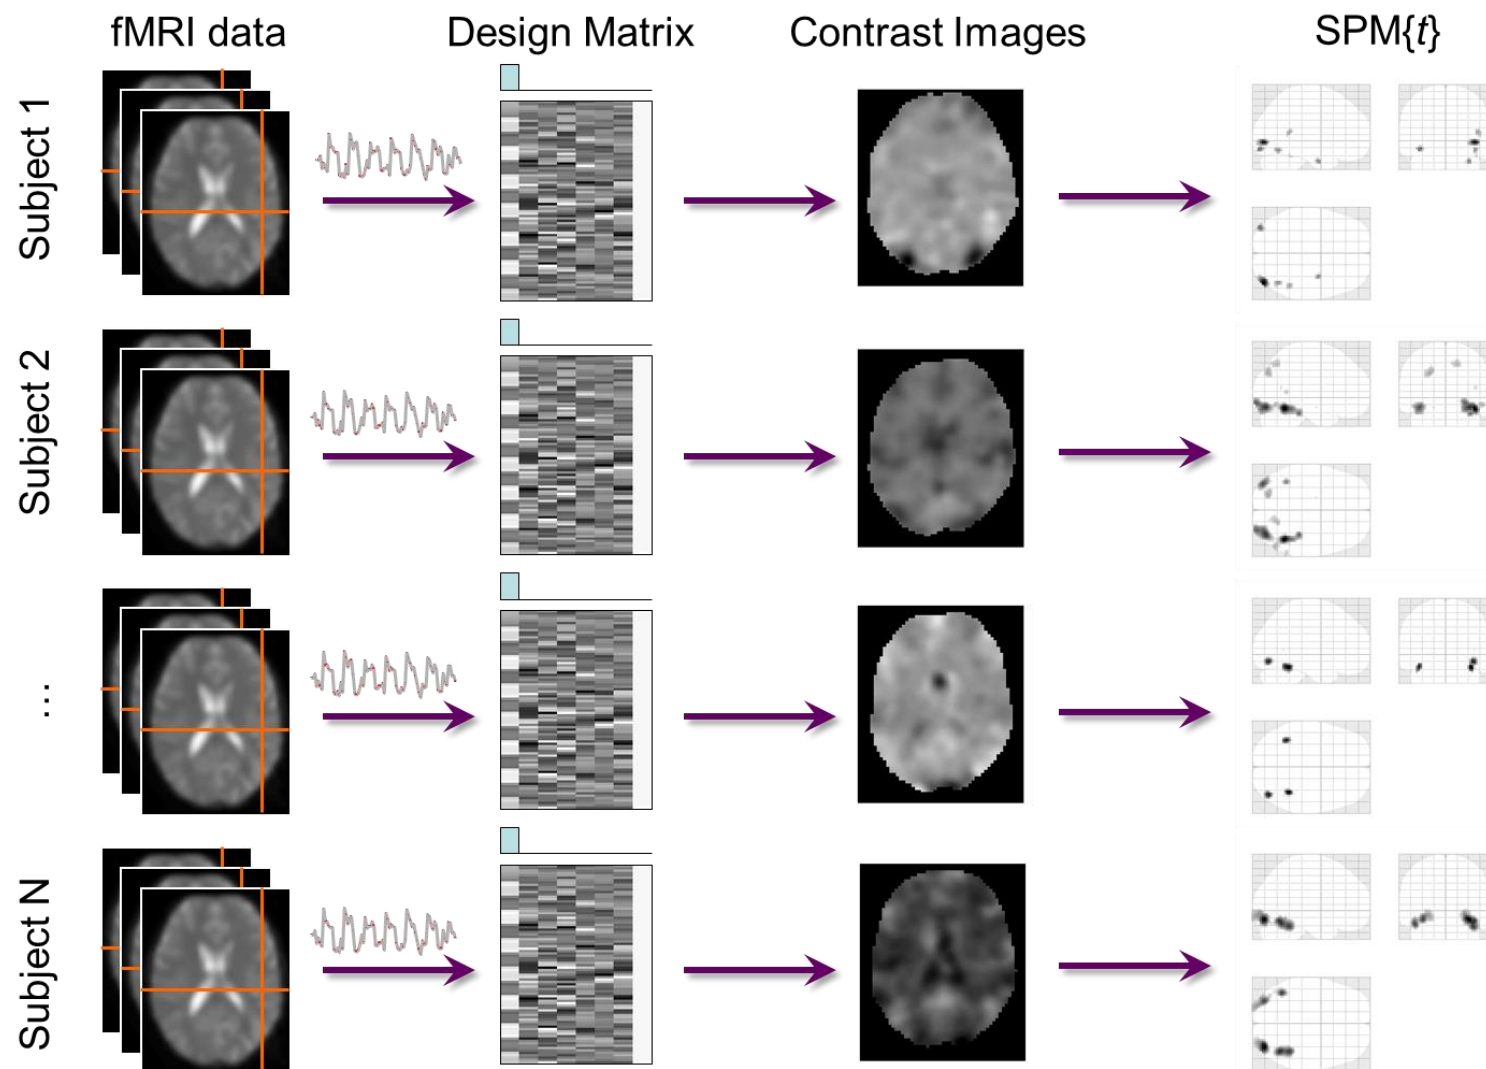 fMRI data
Design Matrix
Contrast Images
SPM{t}
Subject 1
Subject 2
...
Subject N